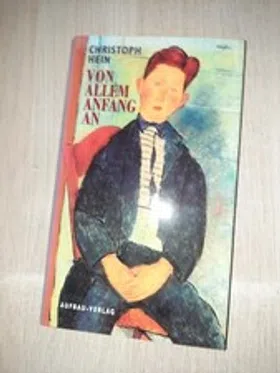 CHRISTOPH
HEIN
VON
ALLEM
ANFANG
AN
AUFBAU-VERLAG